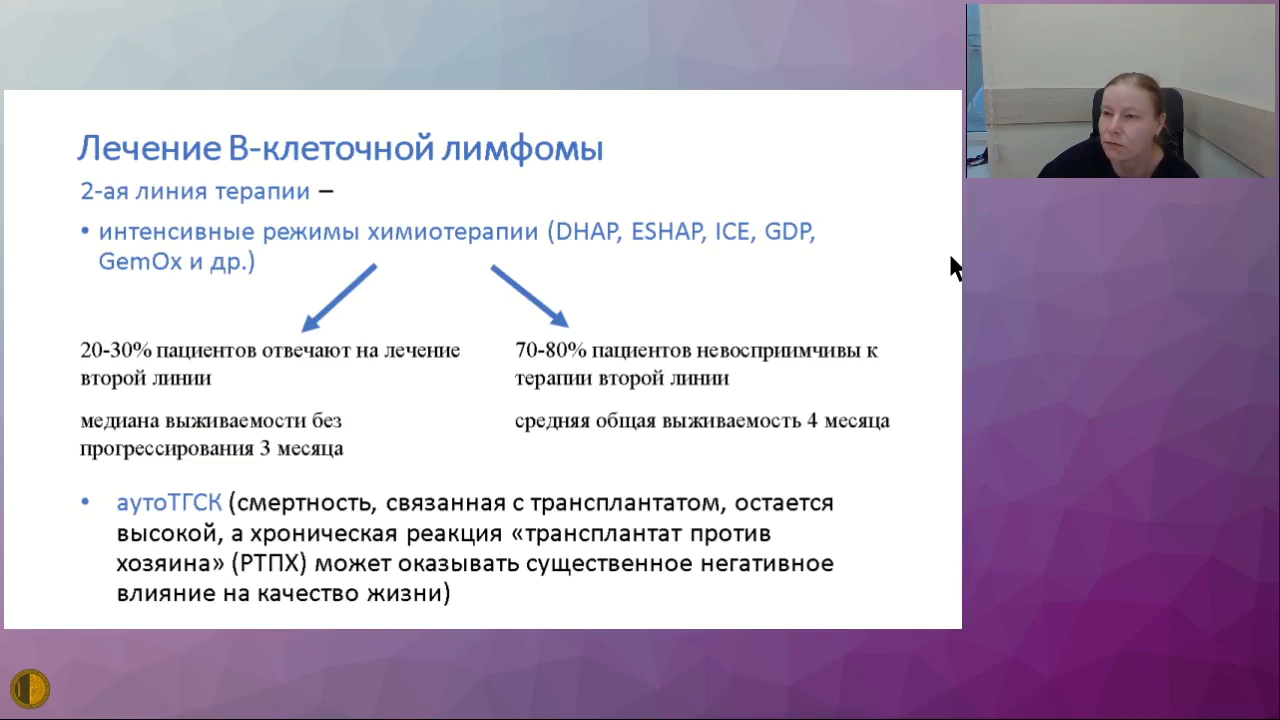 Лечение В-клеточной лимфомы
2-ая линия терапии –
• интенсивные режимы химиотерапии (DHAP, ESHAP, ICE, GDP,
GemOx и др.)
20-30% пациентов отвечают на лечение
второй линии
медиана выживаемости без
прогрессирования 3 месяца
70-80% пациентов невосприимчивы к
терапии второй линии
средняя общая выживаемость 4 месяца
• аутоТГСК (смертность, связанная с трансплантатом, остается
высокой, а хроническая реакция «трансплантат против
хозяина» (РТПХ) может оказывать существенное негативное
влияние на качество жизни)